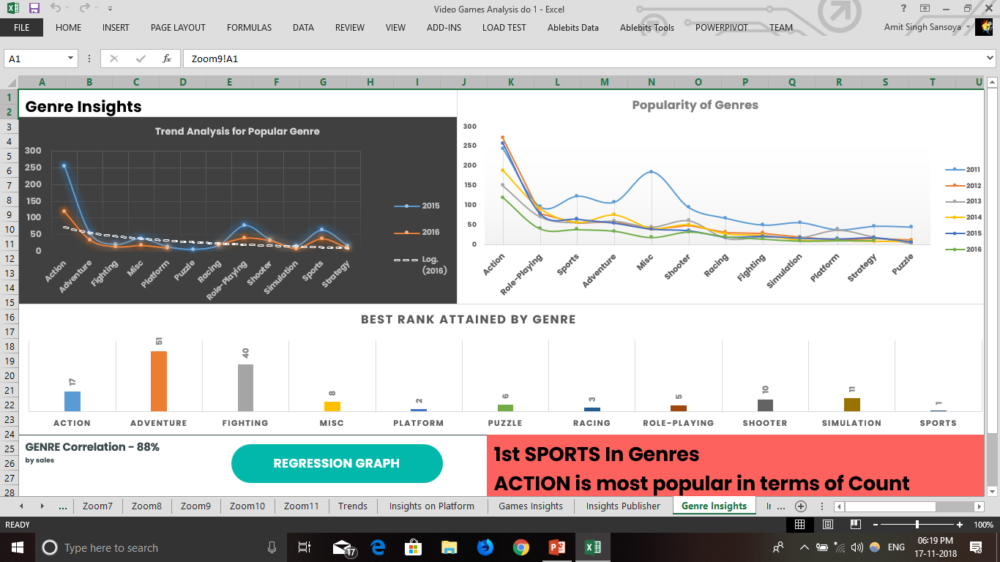 Video Games Analysis do 1 - Excel
?
FILE HOME INSERT PAGE LAYOUT FORMULAS DATA REVIEW VIEW ADD-INS LOAD TEST Ablebits Data Ablebits Tools POWERPIVOT TEAM Amit Singh Sansoya
A1 fx Zoom9!A1
A B C D E F G H I J K L M N O P Q R S T U
1
2
3
4
5
6
7
8
9
10
11
12
13
14
15
16
17
18
19
20
21
22
23
24
25
26
27
28
Genre Insights
Trend Analysis for Popular Genre
300
250
200
150
100
50
0
Action Adventure Fighting Misc Platform Puzzle Racing Role-Playing Shooter Simulation Sports Strategy
2015
2016
Log.
(2016)
Popularity of Genres
300
250
200
150
100
50
0
Action Role-Playing Sports Adventure Misc Shooter Racing Fighting Simulation Platform Strategy Puzzle
2011
2012
2013
2014
2015
2016
BEST RANK ATTAINED BY GENRE
17 51 40 8 2 6 3 5 10 11 1
ACTION ADVENTURE FIGHTING MISC PLATFORM PUZZLE RACING ROLE-PLAYING SHOOTER SIMULATION SPORTS
GENRE Correlation - 88%
by sales
REGRESSION GRAPH
1st SPORTS In Genres
ACTION is most popular in terms of Count
... Zoom7 Zoom8 Zoom9 Zoom10 Zoom11 Trends Insights on Platform Games Insights Insights Publisher Genre Insights Ir ...
READY 100%
Type here to search 17 ENG 06:19 PM
17-11-2018